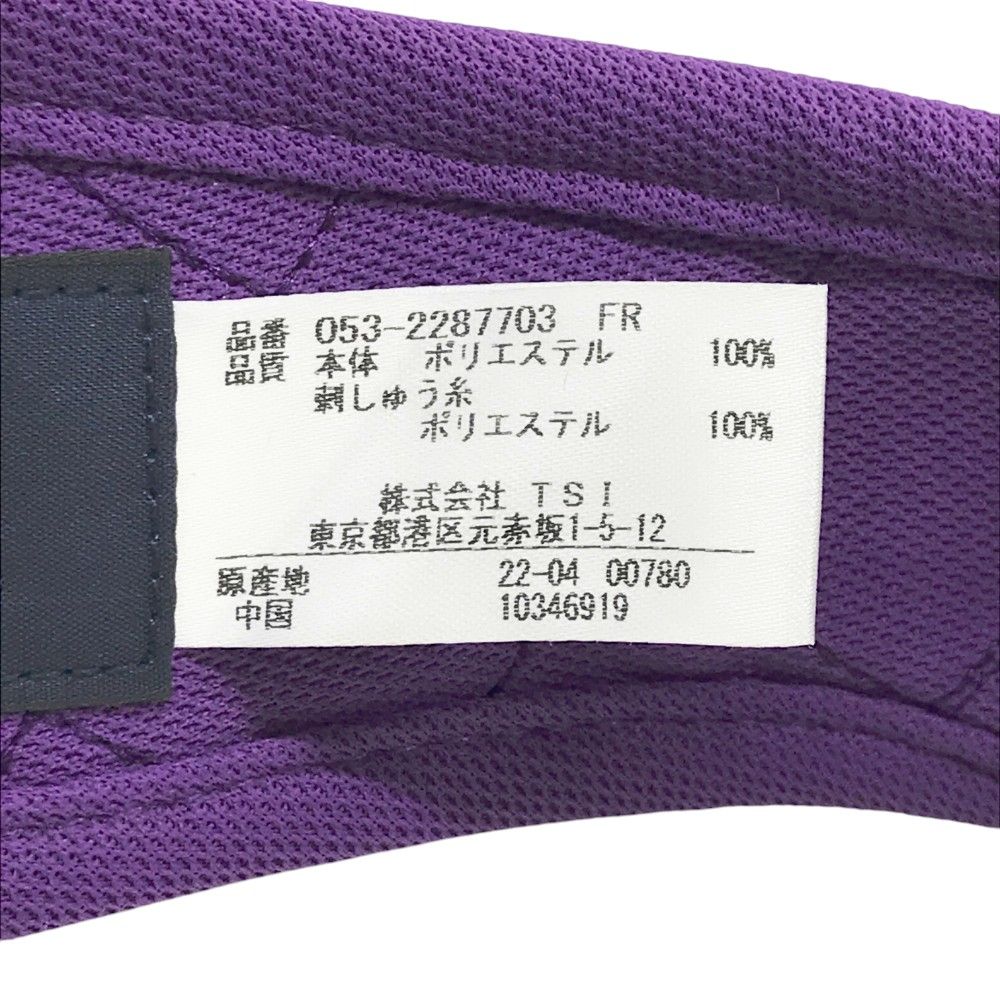 品番 053-2287703 FR
品質 本体 ポリエステル 100%
刺しゅう糸
ポリエステル 100%
株式会社 TSI
東京都港区元赤坂1-5-12
原産地 22-04 00780
中国 10346919